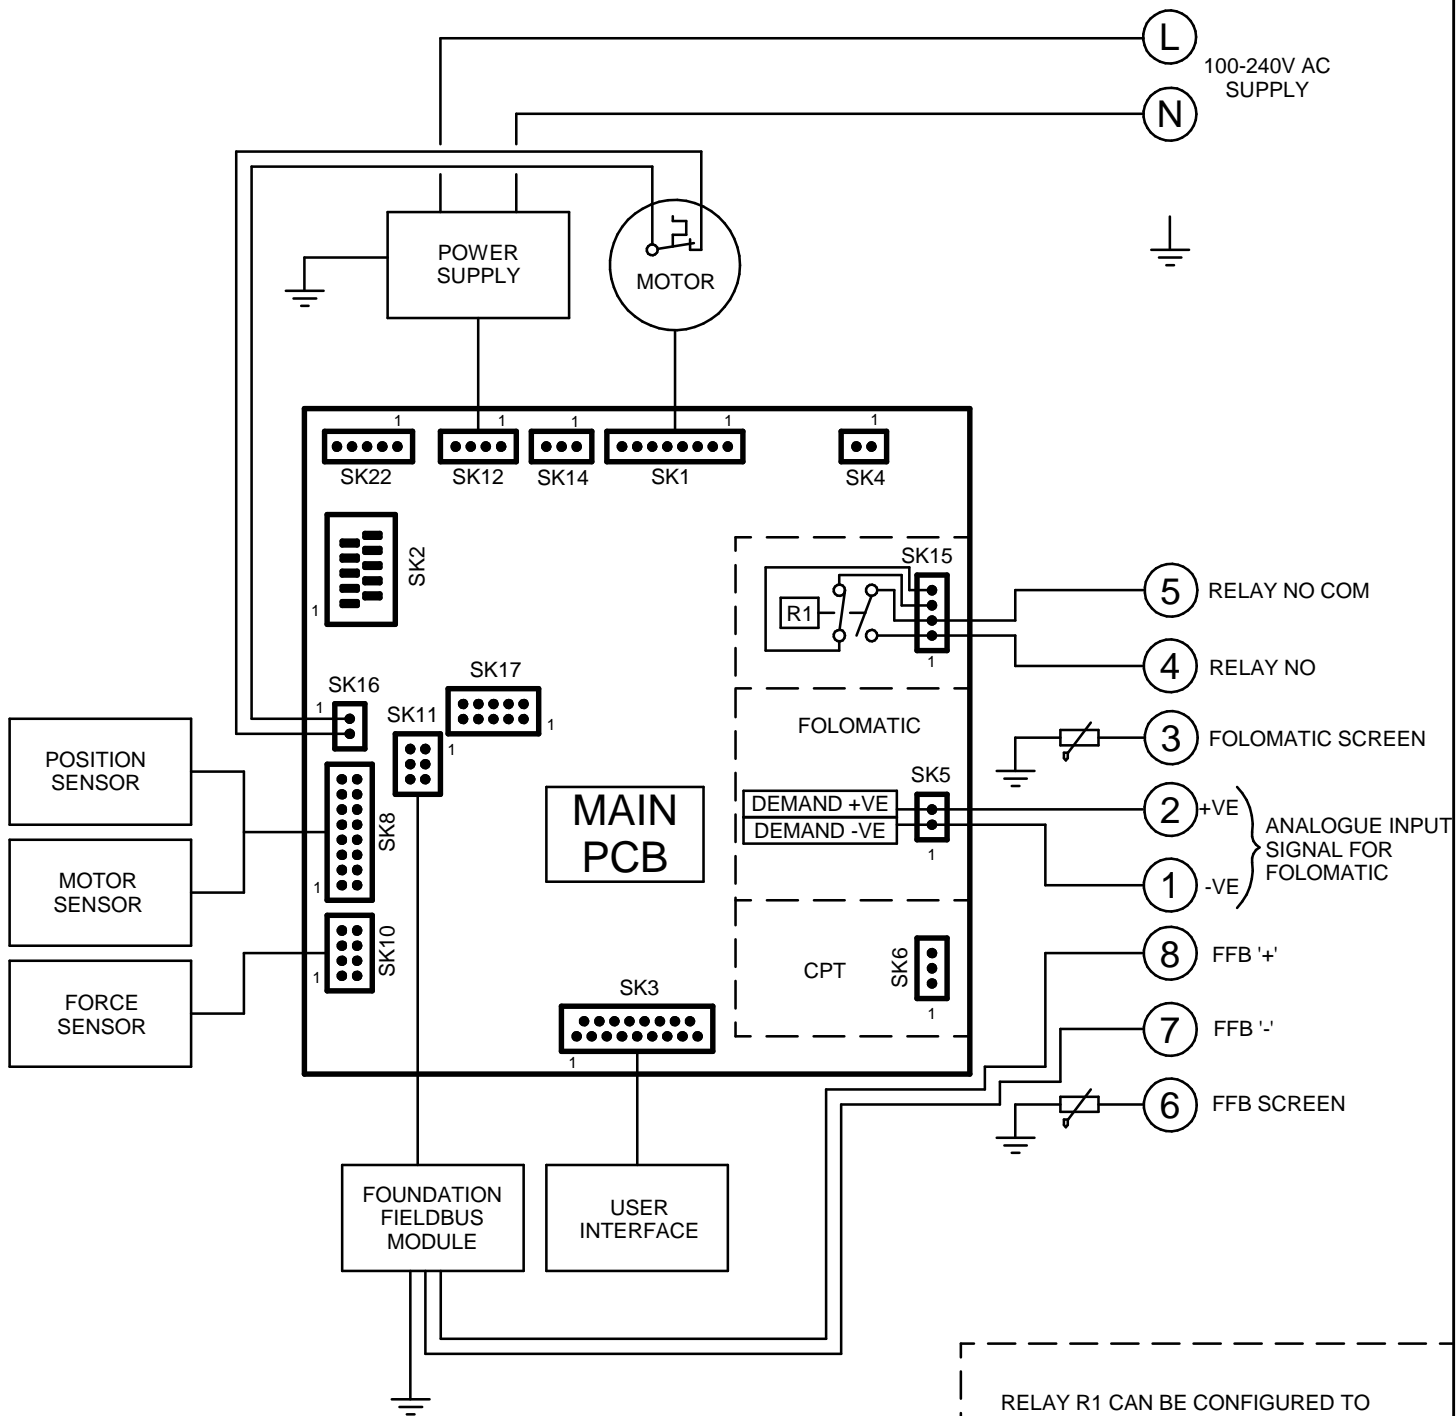 L
100-240V AC
SUPPLY
N
POWER
SUPPLY
MOTOR
1
1
1
1
1
SK22
SK12
SK14
SK1
SK4
SK2
1
SK15
R1
1
5
RELAY NO COM
4
RELAY NO
SK16
1
SK17
1
SK11
1
FOLOMATIC
3
FOLOMATIC SCREEN
POSITION
SENSOR
SK5
DEMAND +VE
DEMAND -VE
1
2
+VE
1
-VE
ANALOGUE INPUT
SIGNAL FOR
FOLOMATIC
MAIN
PCB
SK8
1
MOTOR
SENSOR
SK10
1
FORCE
SENSOR
CPT
SK6
1
8
FFB '+'
7
FFB '-'
6
FFB SCREEN
SK3
1
FOUNDATION
FIELDBUS
MODULE
USER
INTERFACE
RELAY R1 CAN BE CONFIGURED TO